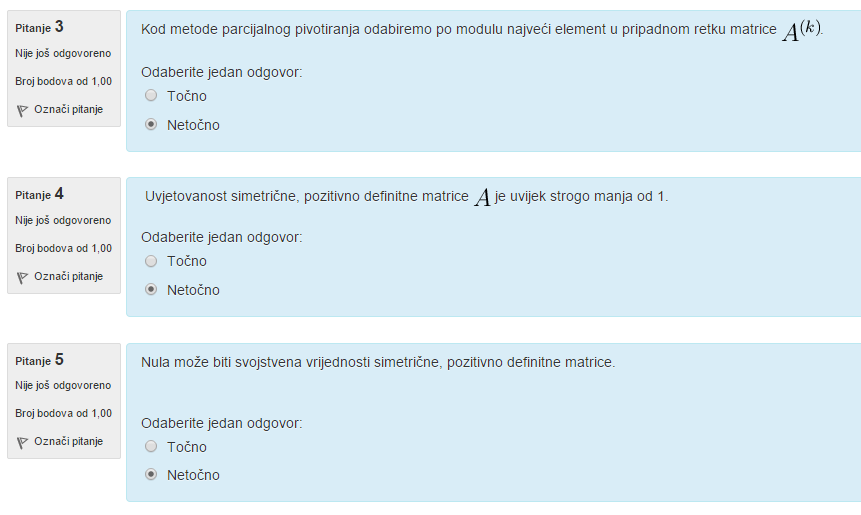 Pitanje 3
Nije još odgovoreno
Broj bodova od 1,00
Označi pitanje
Kod metode parcijalnog pivotiranja odabiremo po modulu najveći element u pripadnom retku matrice A^(k).
Odaberite jedan odgovor:
Točno
Netočno
Pitanje 4
Nije još odgovoreno
Broj bodova od 1,00
Označi pitanje
Uvjetovanost simetrične, pozitivno definitne matrice A je uvijek strogo manja od 1.
Odaberite jedan odgovor:
Točno
Netočno
Pitanje 5
Nije još odgovoreno
Broj bodova od 1,00
Označi pitanje
Nula može biti svojstvena vrijednosti simetrične, pozitivno definitne matrice.
Odaberite jedan odgovor:
Točno
Netočno